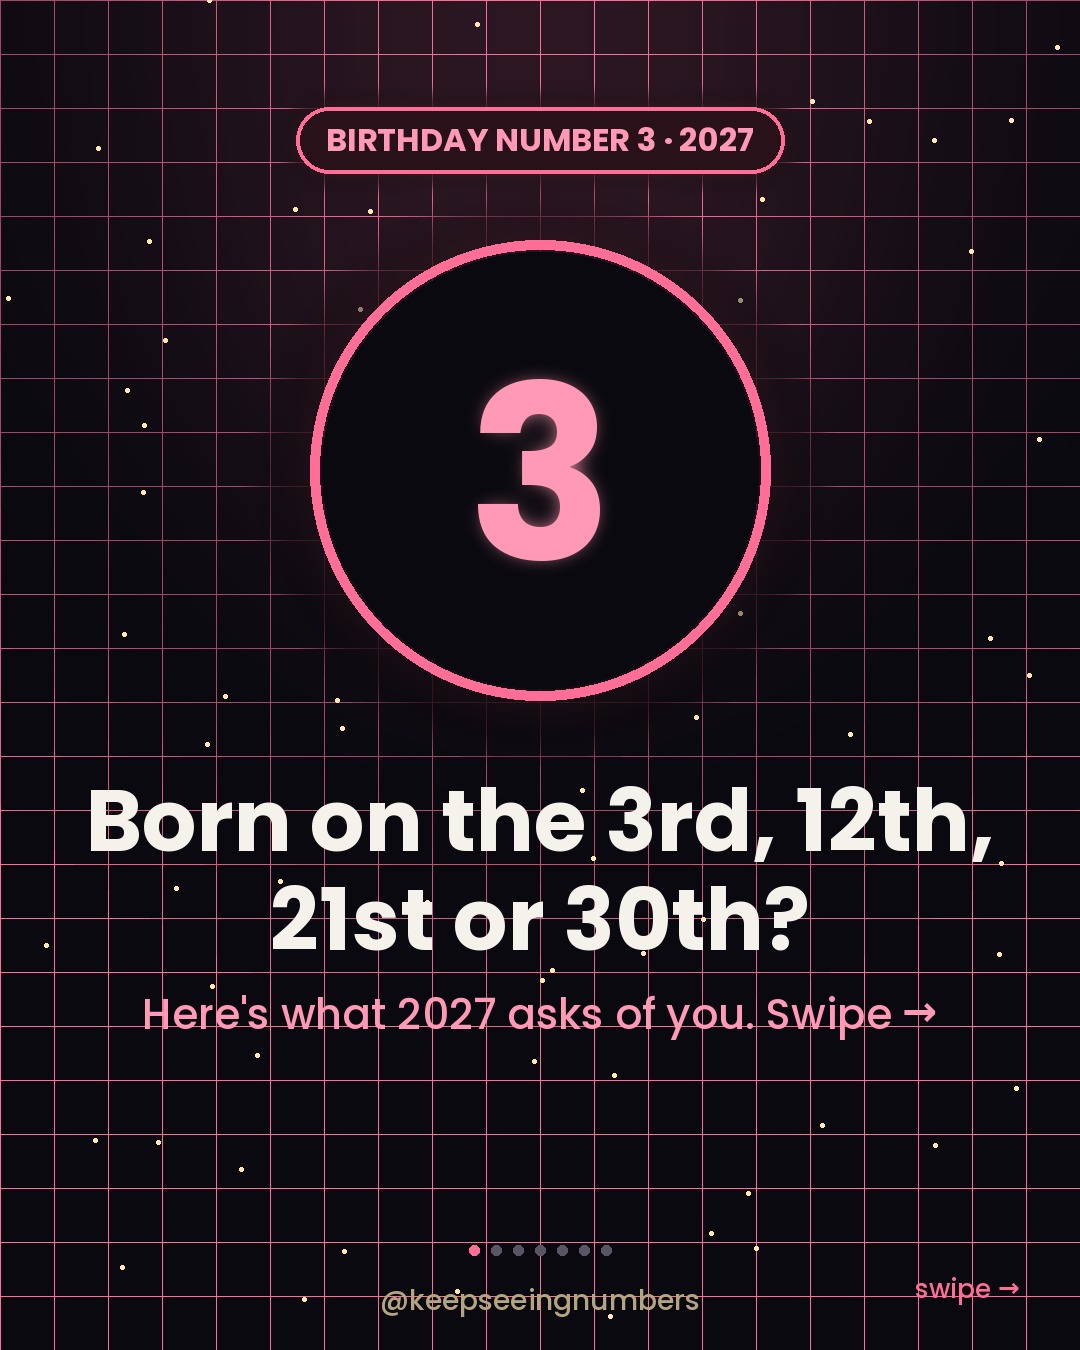 BIRTHDAY NUMBER 3 · 2027
3
Born on the 3rd, 12th,
21st or 30th?
Here's what 2027 asks of you. Swipe →
swipe →
@keepseeingnumbers